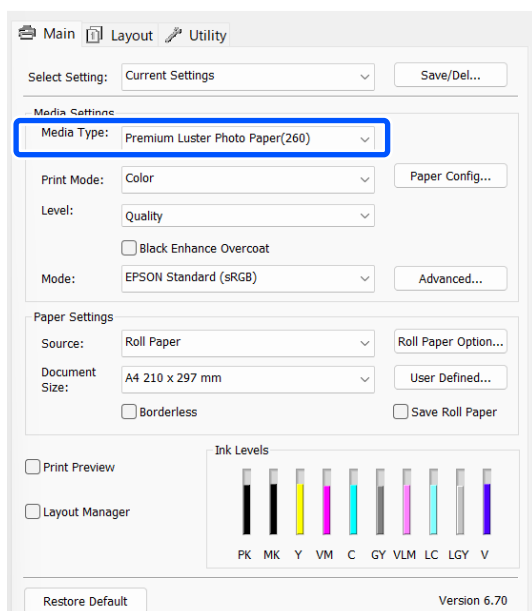 Main Layout Utility
Select Setting: Current Settings Save/Del...
Media Settings
Media Type: Premium Luster Photo Paper(260)
Print Mode: Color Paper Config...
Level: Quality
Black Enhance Overcoat
Mode: EPSON Standard (sRGB) Advanced...
Paper Settings
Source: Roll Paper Roll Paper Option...
Document
Size: A4 210 x 297 mm User Defined...
Borderless Save Roll Paper
Ink Levels
Print Preview
Layout Manager
PK MK Y VM C GY VLM LC LGY V
Restore Default Version 6.70